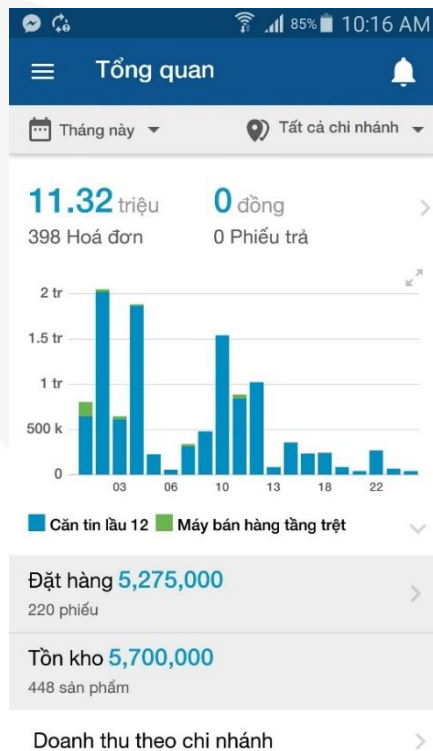 85% 10:16 AM
Tổng quan
Tháng này Tất cả chi nhánh
11.32 triệu 0 đồng
398 Hoá đơn 0 Phiếu trả
2 tr
1.5 tr
1 tr
500 k
0
03 06 10 13 18 22
Căn tin lầu 12 Máy bán hàng tầng trệt
Đặt hàng 5,275,000
220 phiếu
Tồn kho 5,700,000
448 sản phẩm
Doanh thu theo chi nhánh